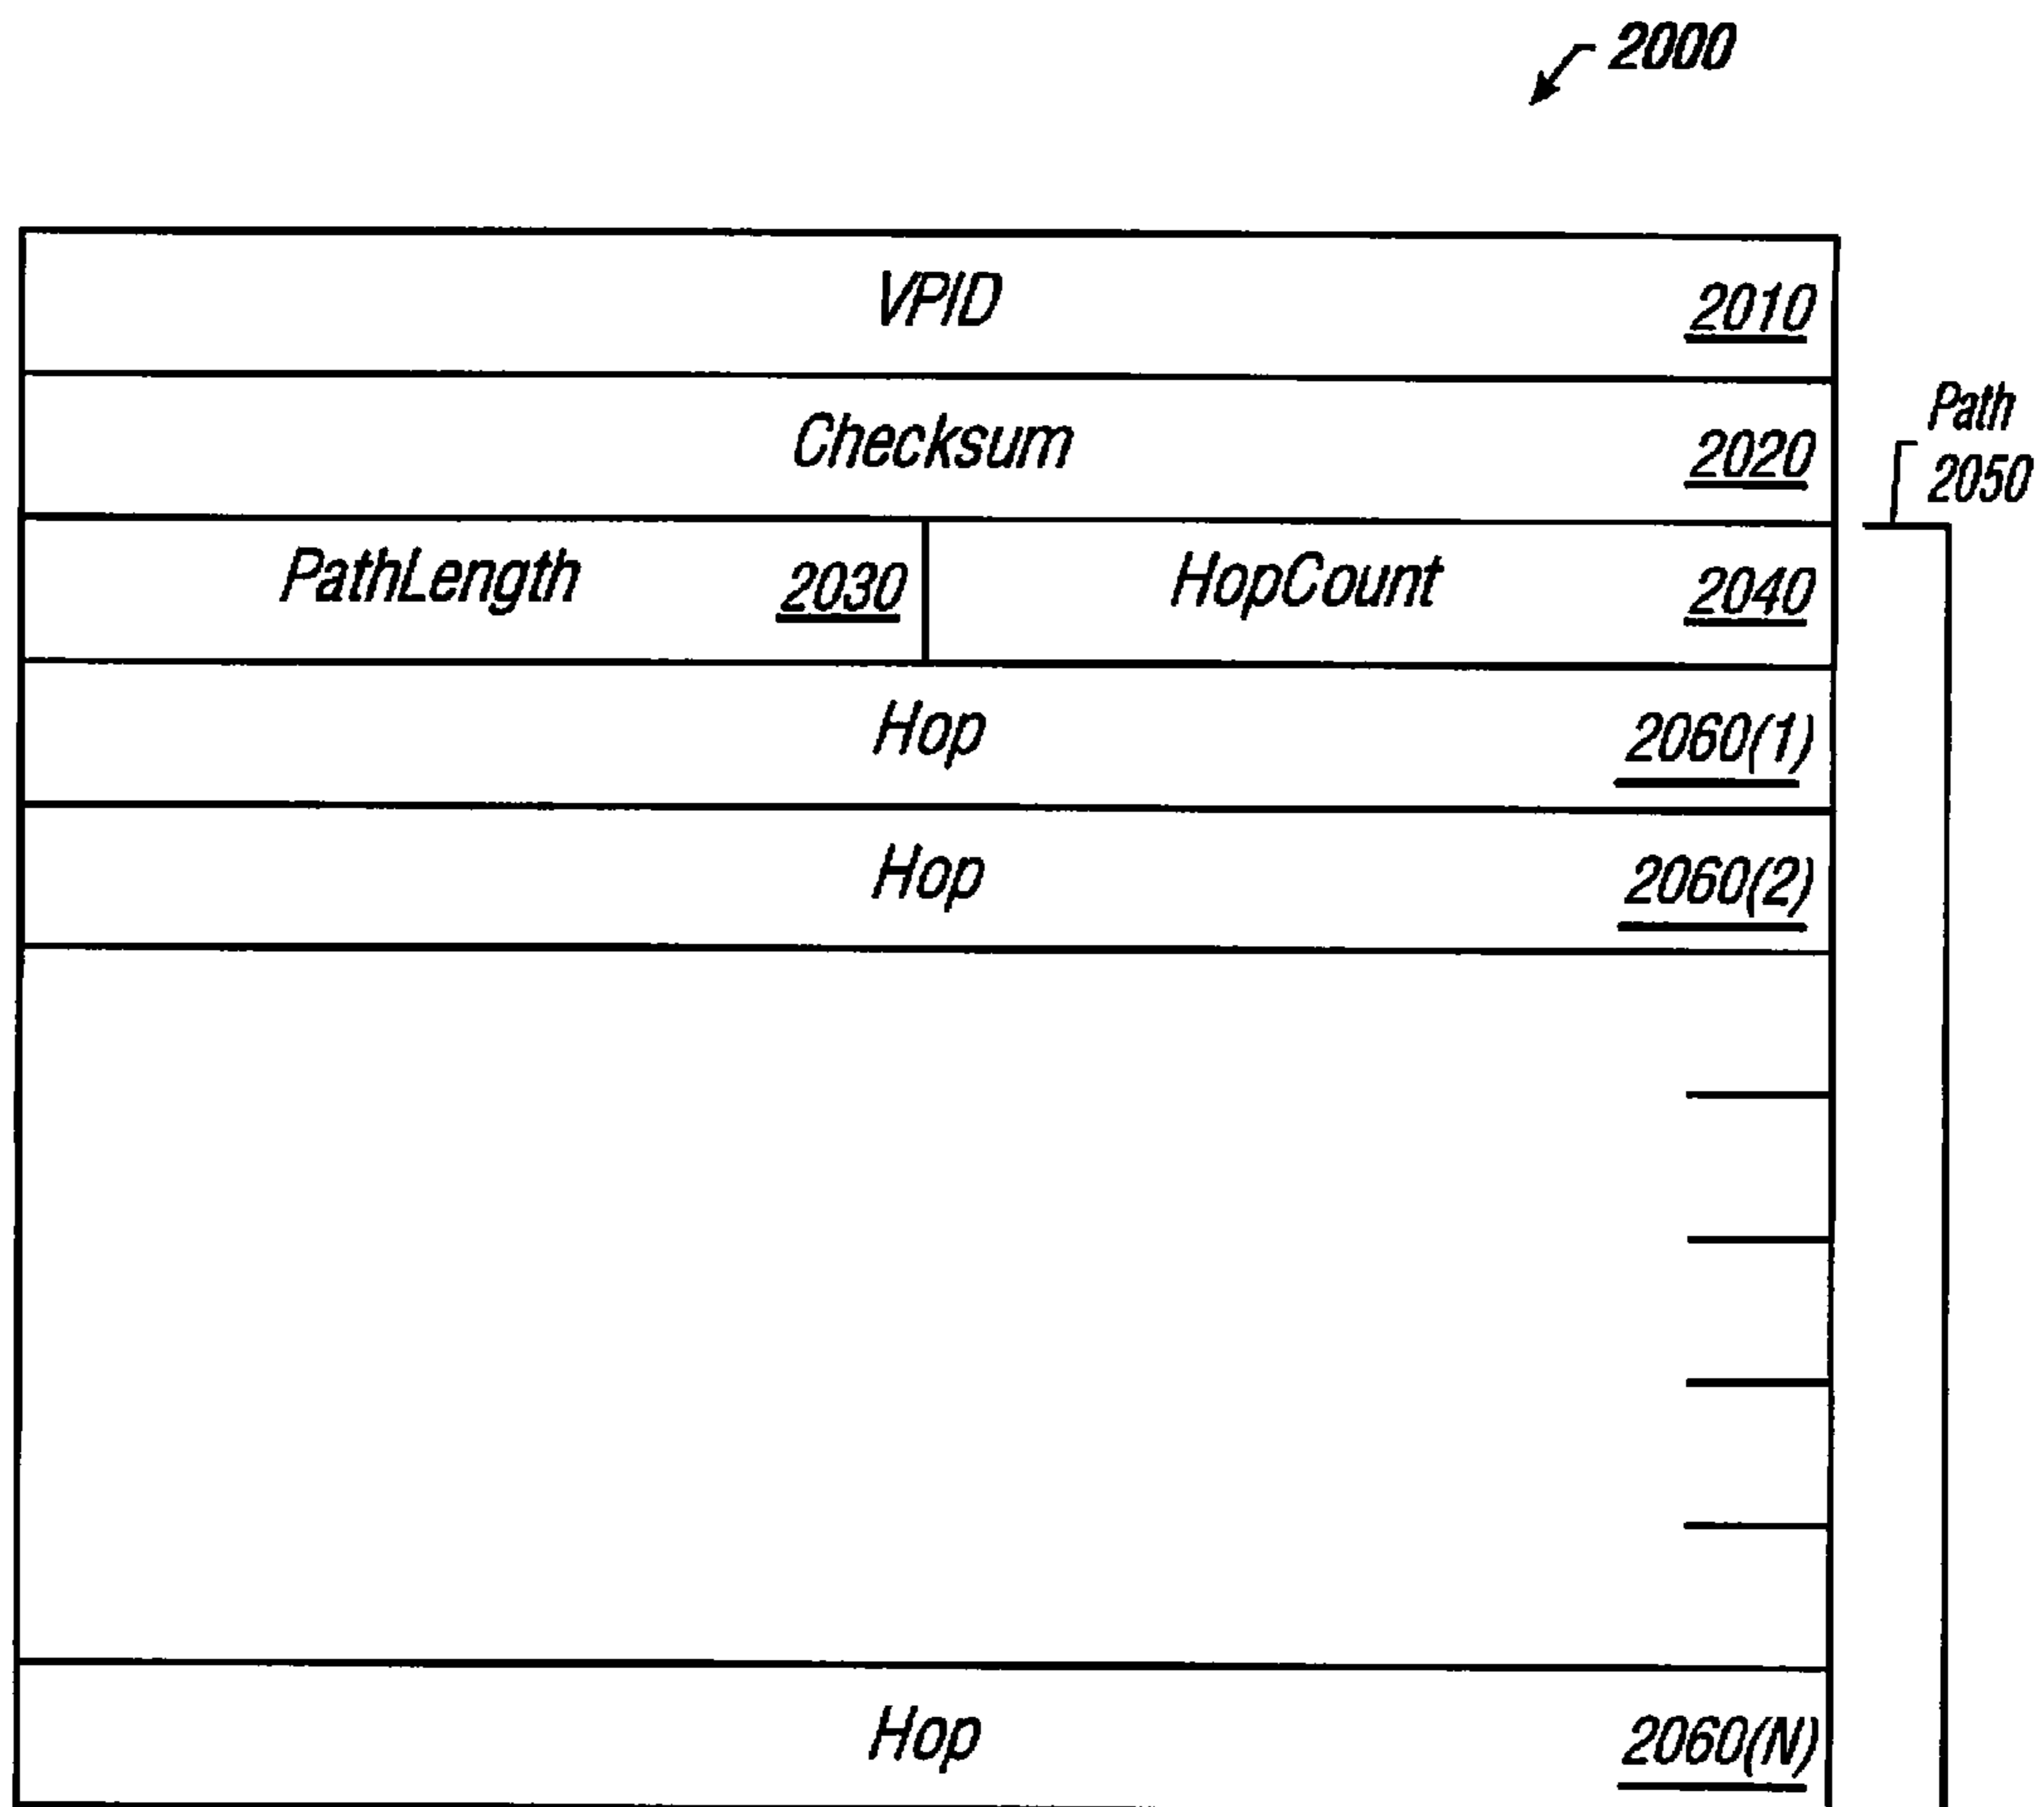 2000
VPID 2010
Checksum 2020
Path
2050
PathLength 2030 HopCount 2040
Hop 2060(1)
Hop 2060(2)
Hop 2060(N)